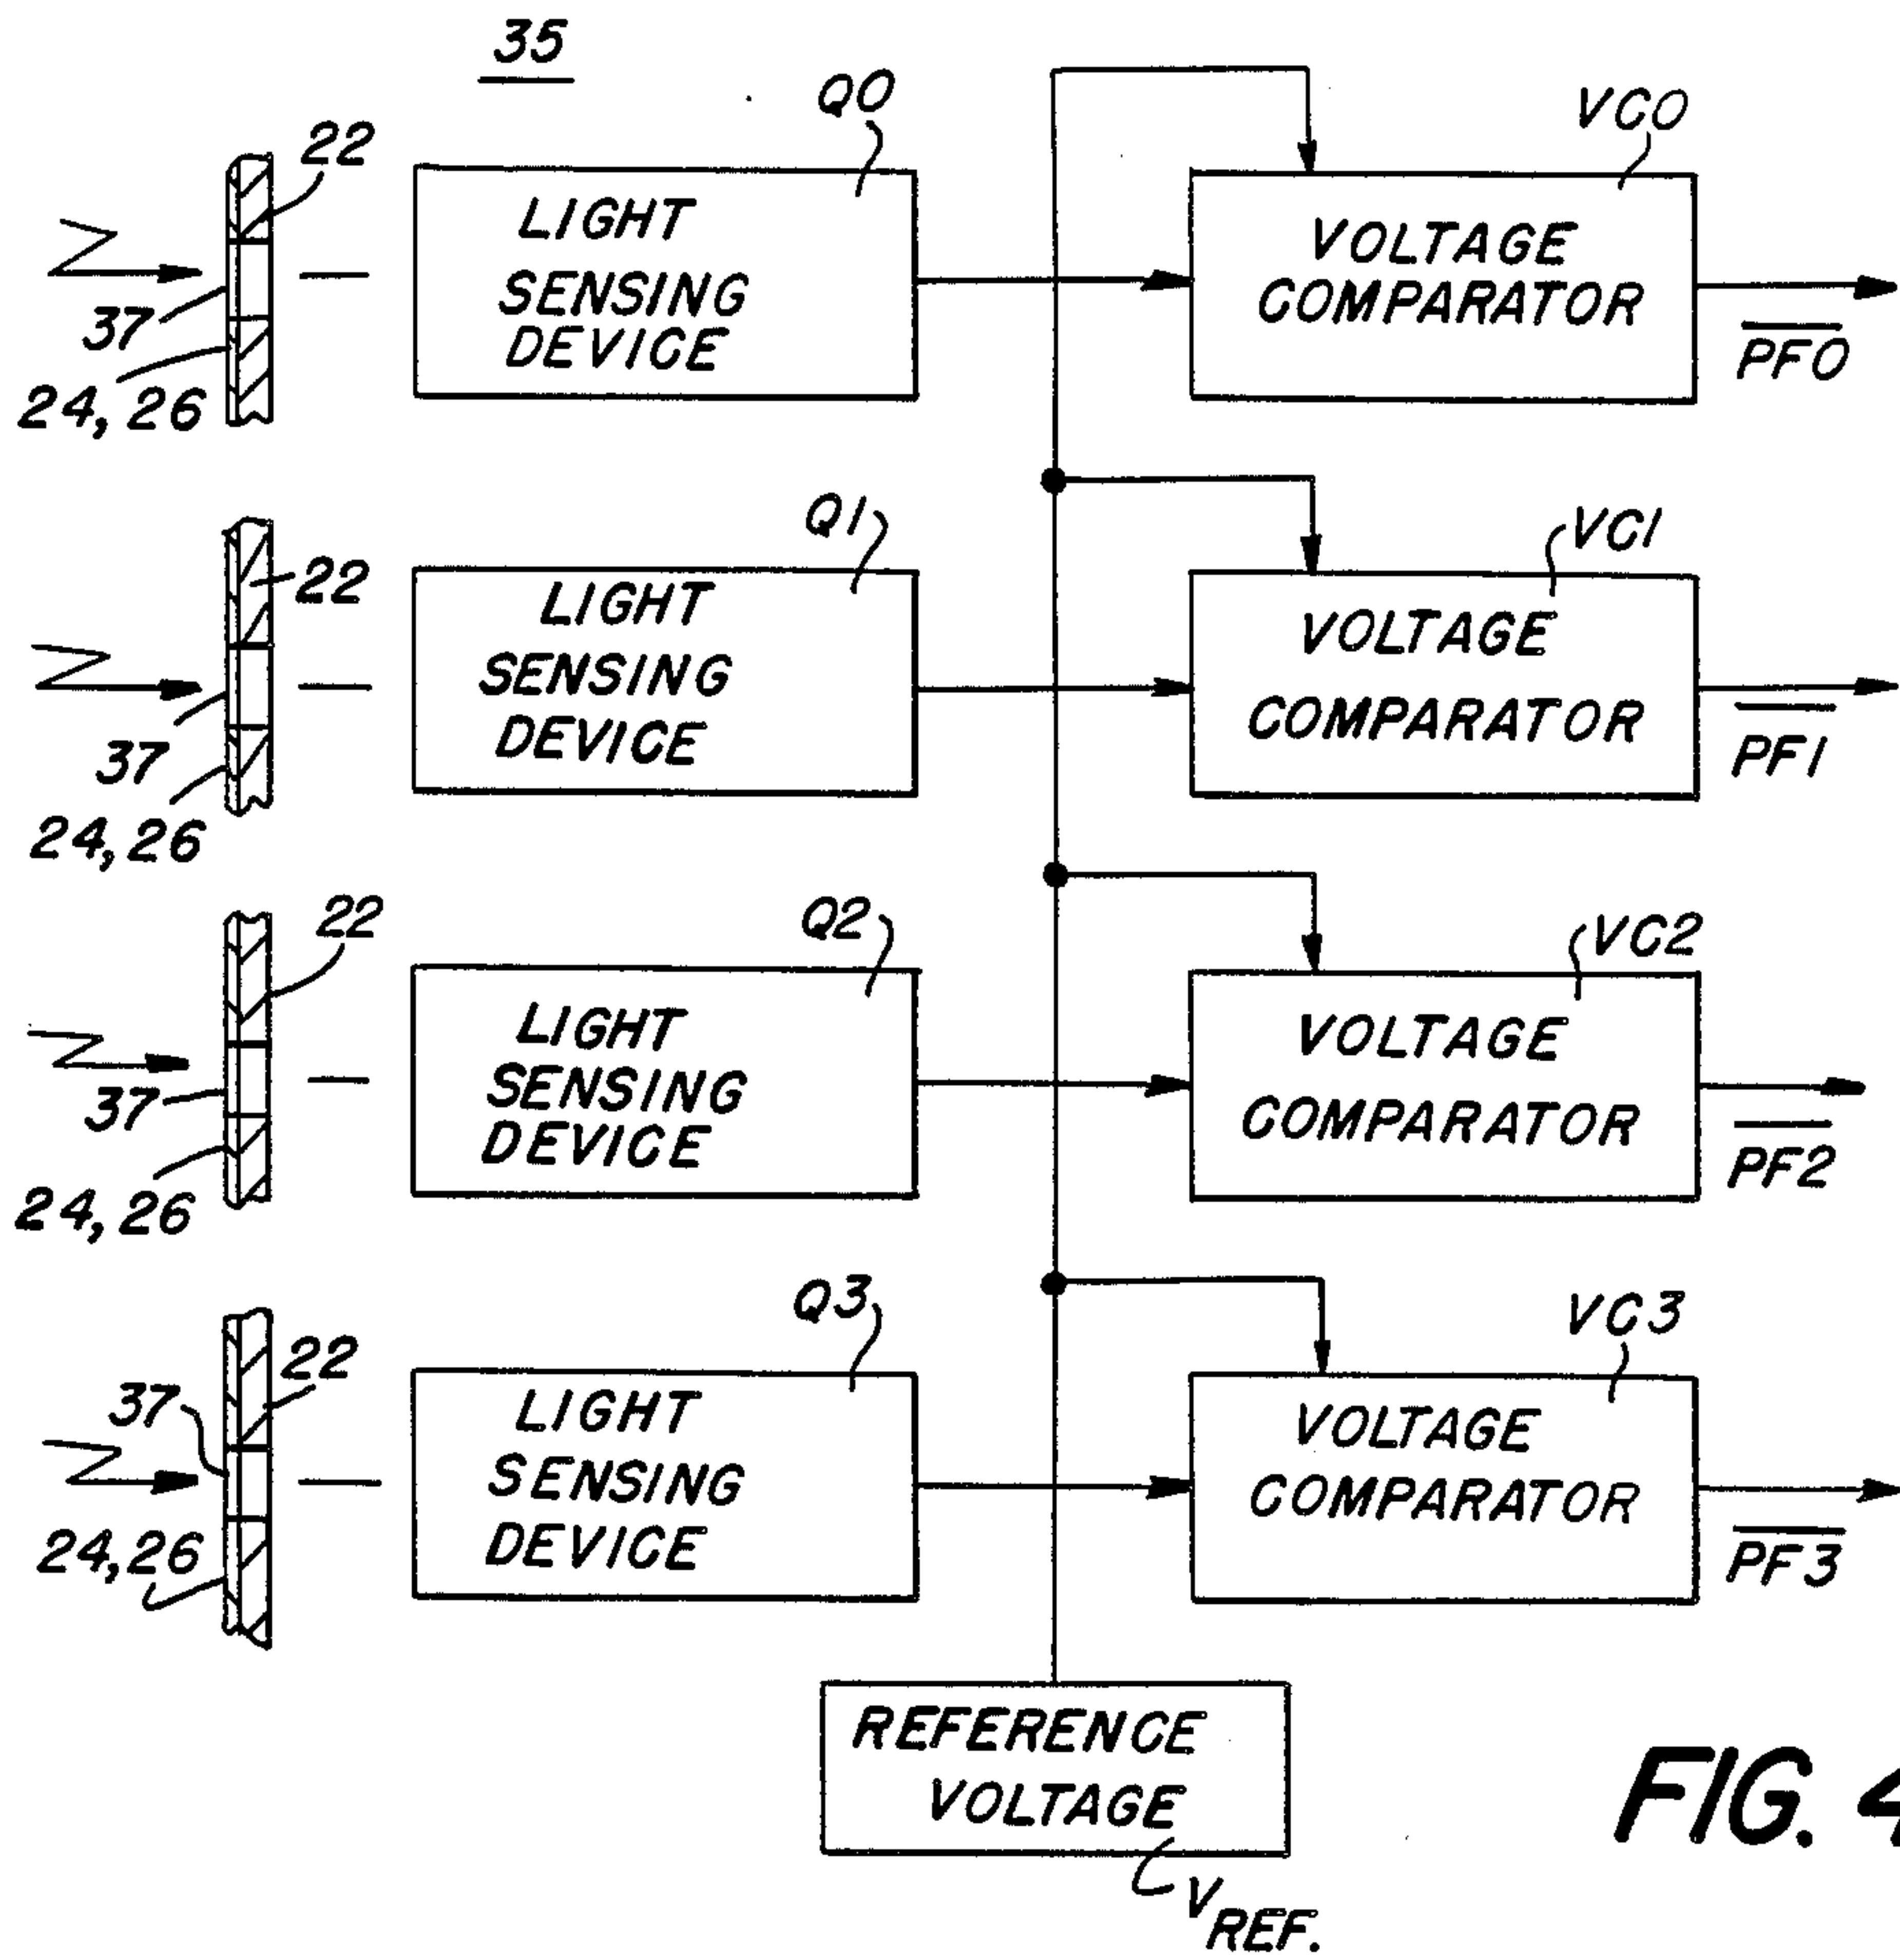 35
Q0
VC0
22
LIGHT
SENSING
DEVICE
VOLTAGE
COMPARATOR
37
24, 26
PF0
Q1
VC1
22
LIGHT
SENSING
DEVICE
VOLTAGE
COMPARATOR
37
24, 26
PF1
Q2
VC2
22
LIGHT
SENSING
DEVICE
VOLTAGE
COMPARATOR
37
24, 26
PF2
Q3
VC3
22
37
LIGHT
SENSING
DEVICE
VOLTAGE
COMPARATOR
24, 26
PF3
REFERENCE
VOLTAGE
VREF.
FIG. 4